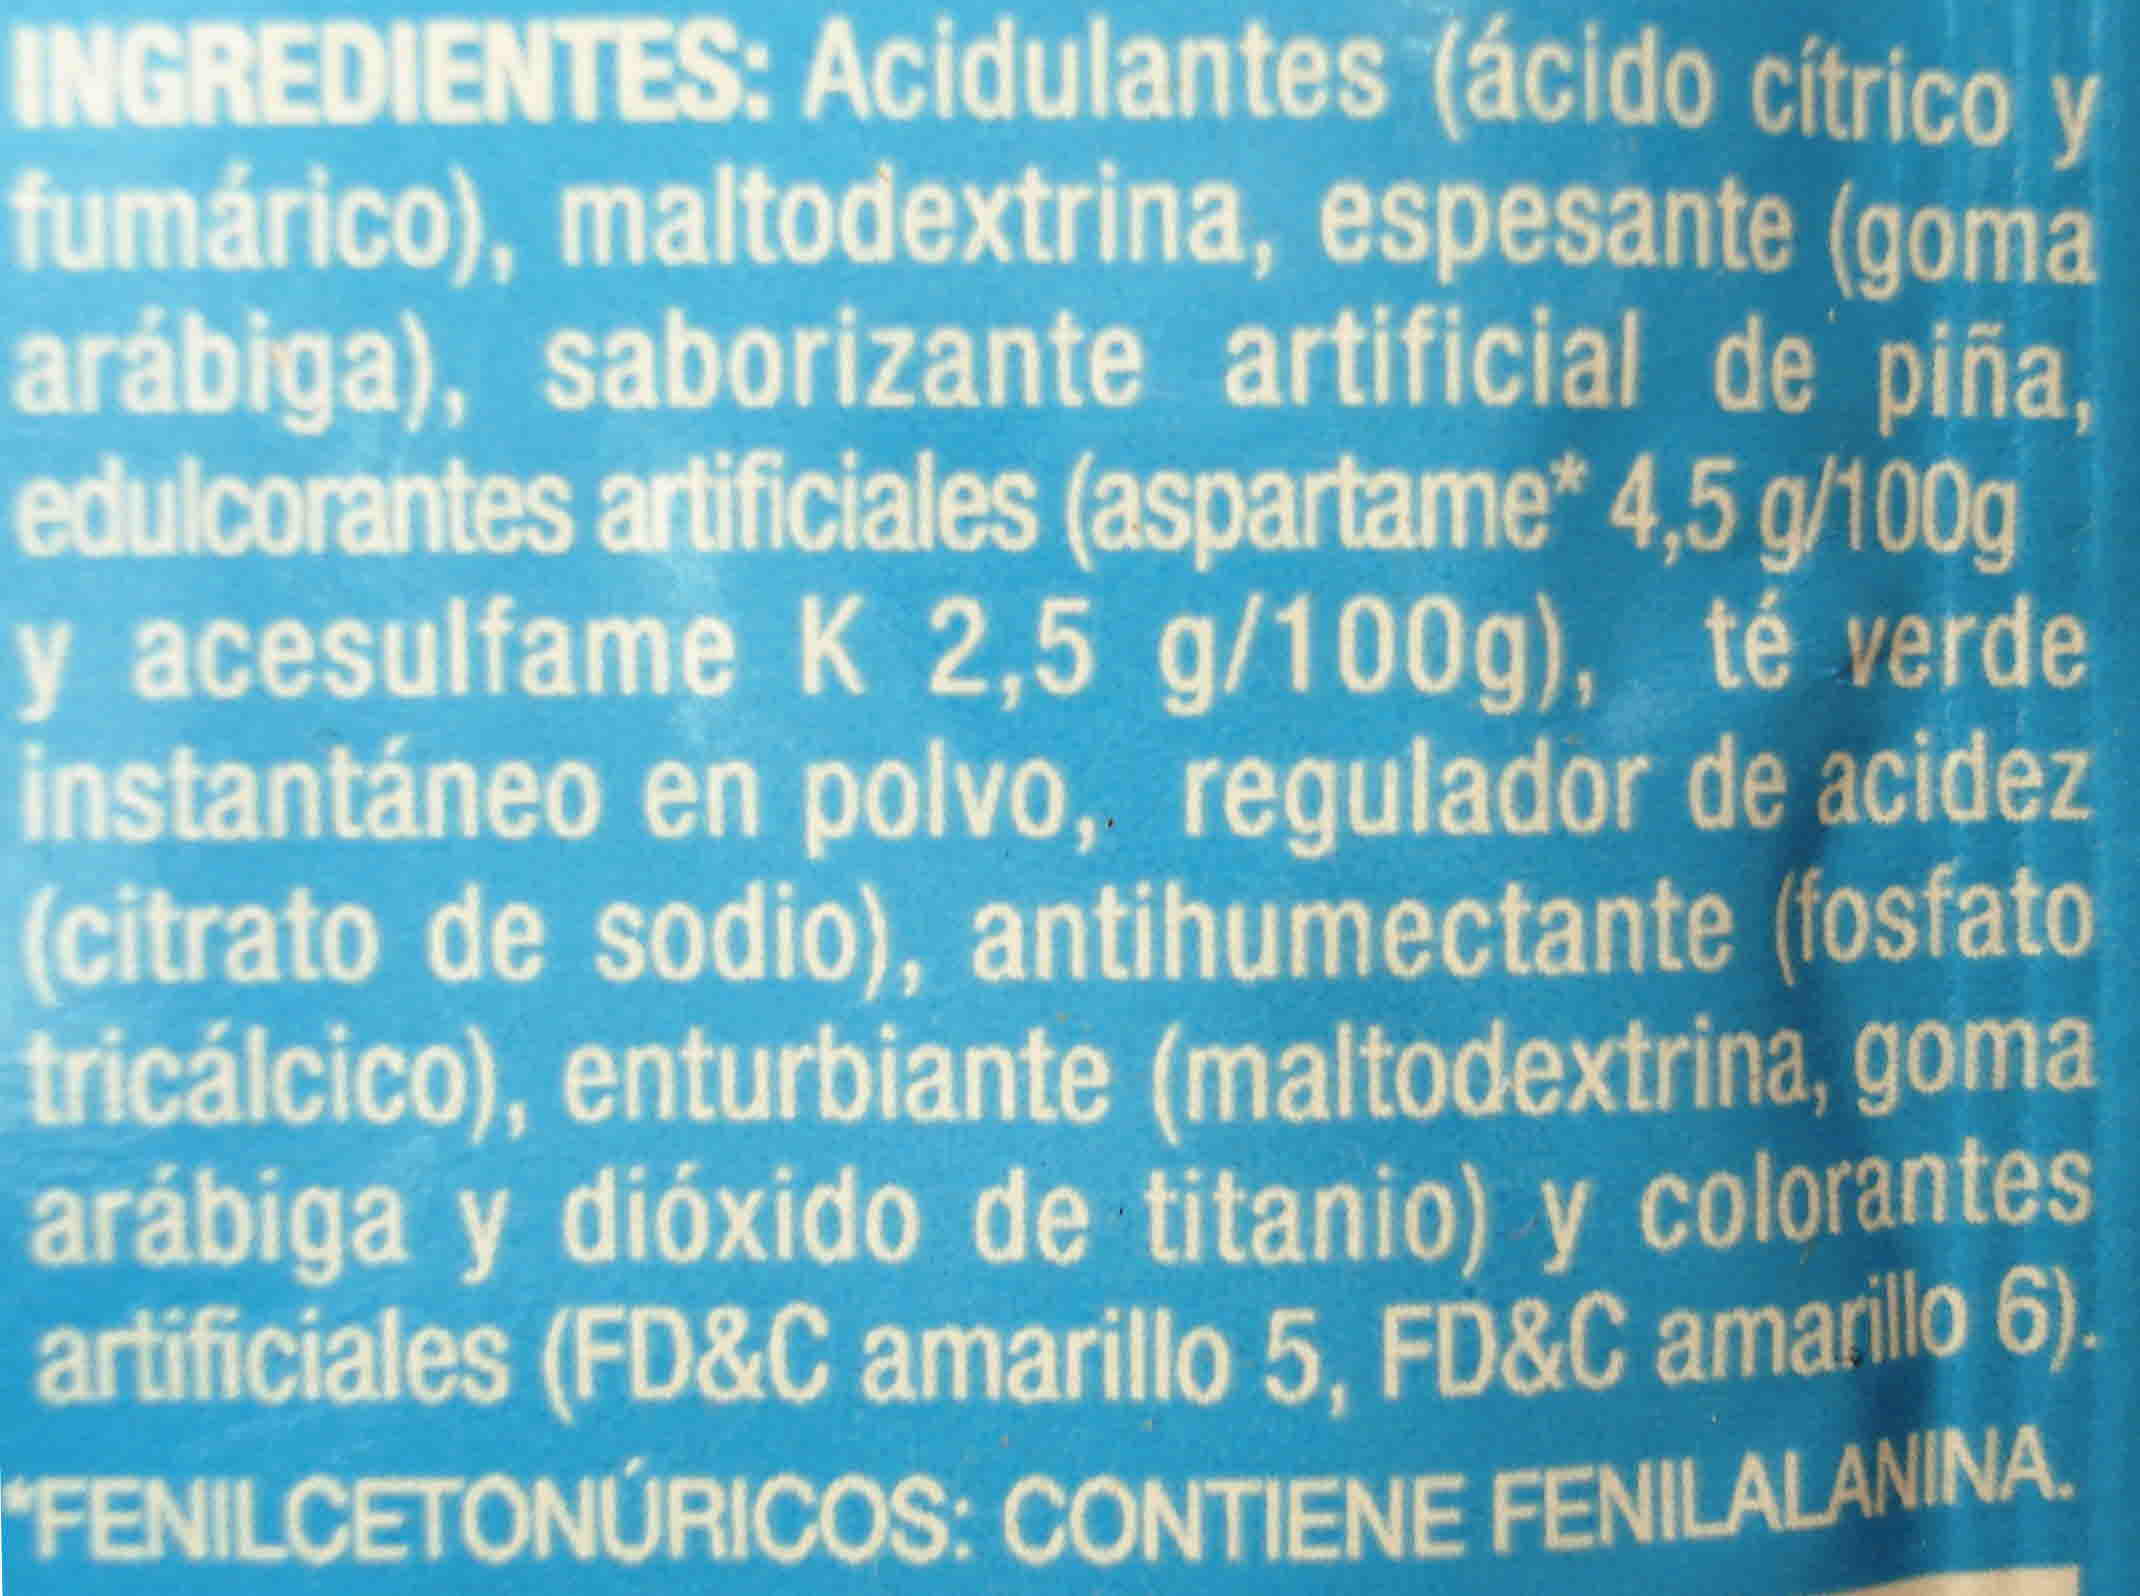 INGREDIENTES: Acidulantes (ácido cítrico y
fumárico), maltodextrina, espesante (goma
arábiga), saborizante artificial de piña,
edulcorantes artificiales (aspartame* 4,5 g/100g
y acesulfame K 2,5 g/100g), té verde
instantáneo en polvo, regulador de acidez
(citrato de sodio), antihumectante (fosfato
tricálcico), enturbiante (maltodextrina, goma
arábiga y dióxido de titanio) y colorantes
artificiales (FD&C amarillo 5, FD&C amarillo 6).
*FENILCETONÚRICOS: CONTIENE FENILALANINA.